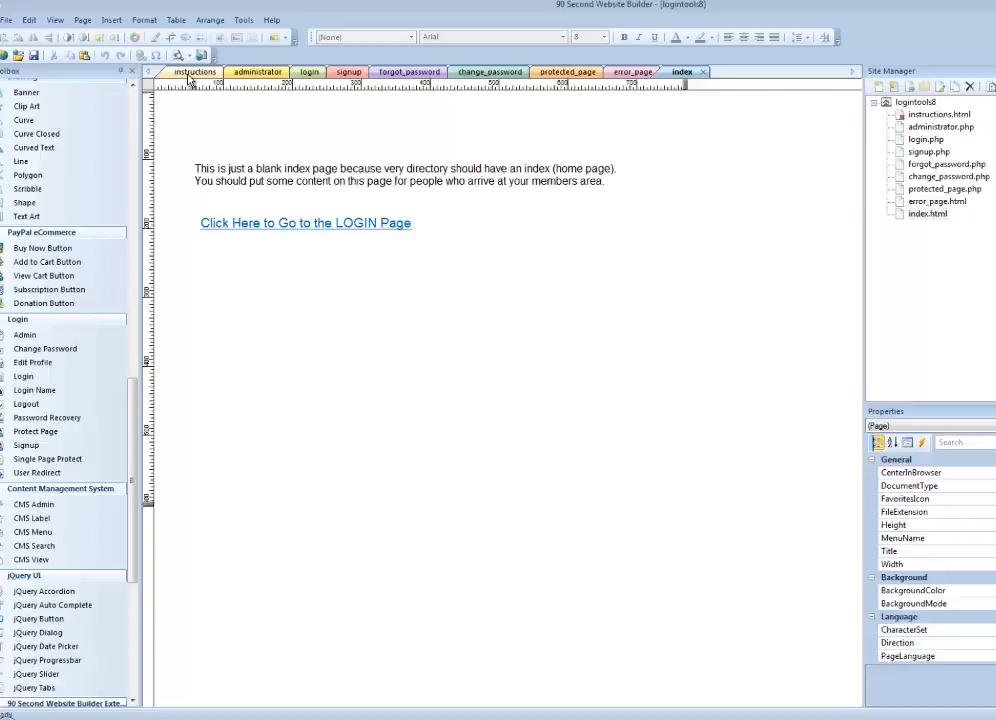 90 Second Website Builder - [logintools8]
File Edit View Page Insert Format Table Arrange Tools Help
(None) Arial 8 B I U
Toolbox
Banner
Clip Art
Curve
Curve Closed
Curved Text
Line
Polygon
Scribble
Shape
Text Art
PayPal eCommerce
Buy Now Button
Add to Cart Button
View Cart Button
Subscription Button
Donation Button
Login
Admin
Change Password
Edit Profile
Login
Login Name
Logout
Password Recovery
Protect Page
Signup
Single Page Protect
User Redirect
Content Management System
CMS Admin
CMS Label
CMS Menu
CMS Search
CMS View
jQuery UI
jQuery Accordion
jQuery Auto Complete
jQuery Button
jQuery Dialog
jQuery Date Picker
jQuery Progressbar
jQuery Slider
jQuery Tabs
90 Second Website Builder Exte...
instructions administrator login signup forgot_password change_password protected_page error_page index
100 200 300 400 500 600 700
This is just a blank index page because very directory should have an index (home page).
You should put some content on this page for people who arrive at your members area.
Click Here to Go to the LOGIN Page
Site Manager
logintools8
instructions.html
administrator.php
login.php
signup.php
forgot_password.php
change_password.php
protected_page.php
error_page.html
index.html
Properties
(Page)
Search
General
CenterInBrowser
DocumentType
FavoritesIcon
FileExtension
Height
MenuName
Title
Width
Background
BackgroundColor
BackgroundMode
Language
CharacterSet
Direction
PageLanguage